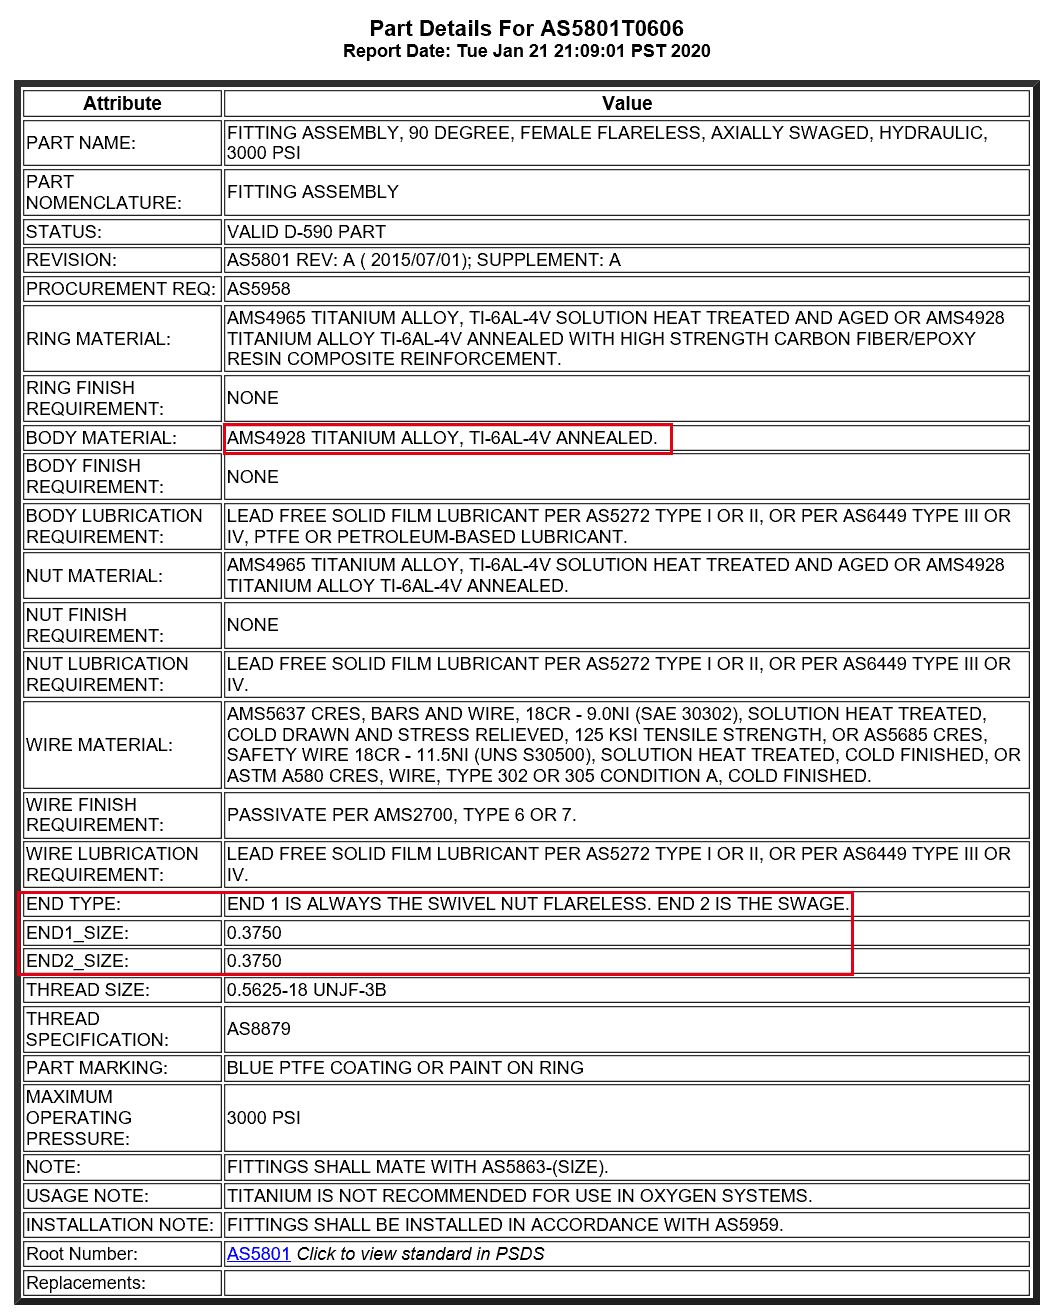 Part Details For AS5801T0606
Report Date: Tue Jan 21 21:09:01 PST 2020
Attribute Value
PART NAME: FITTING ASSEMBLY, 90 DEGREE, FEMALE FLARELESS, AXIALLY SWAGED, HYDRAULIC,
3000 PSI
PART
NOMENCLATURE: FITTING ASSEMBLY
STATUS: VALID D-590 PART
REVISION: AS5801 REV: A ( 2015/07/01); SUPPLEMENT: A
PROCUREMENT REQ: AS5958
RING MATERIAL: AMS4965 TITANIUM ALLOY, TI-6AL-4V SOLUTION HEAT TREATED AND AGED OR AMS4928
TITANIUM ALLOY TI-6AL-4V ANNEALED WITH HIGH STRENGTH CARBON FIBER/EPOXY
RESIN COMPOSITE REINFORCEMENT.
RING FINISH
REQUIREMENT: NONE
BODY MATERIAL: AMS4928 TITANIUM ALLOY, TI-6AL-4V ANNEALED.
BODY FINISH
REQUIREMENT: NONE
BODY LUBRICATION
REQUIREMENT: LEAD FREE SOLID FILM LUBRICANT PER AS5272 TYPE I OR II, OR PER AS6449 TYPE III OR
IV, PTFE OR PETROLEUM-BASED LUBRICANT.
NUT MATERIAL: AMS4965 TITANIUM ALLOY, TI-6AL-4V SOLUTION HEAT TREATED AND AGED OR AMS4928
TITANIUM ALLOY TI-6AL-4V ANNEALED.
NUT FINISH
REQUIREMENT: NONE
NUT LUBRICATION
REQUIREMENT: LEAD FREE SOLID FILM LUBRICANT PER AS5272 TYPE I OR II, OR PER AS6449 TYPE III OR
IV.
WIRE MATERIAL: AMS5637 CRES, BARS AND WIRE, 18CR - 9.0NI (SAE 30302), SOLUTION HEAT TREATED,
COLD DRAWN AND STRESS RELIEVED, 125 KSI TENSILE STRENGTH, OR AS5685 CRES,
SAFETY WIRE 18CR - 11.5NI (UNS S30500), SOLUTION HEAT TREATED, COLD FINISHED, OR
ASTM A580 CRES, WIRE, TYPE 302 OR 305 CONDITION A, COLD FINISHED.
WIRE FINISH
REQUIREMENT: PASSIVATE PER AMS2700, TYPE 6 OR 7.
WIRE LUBRICATION
REQUIREMENT: LEAD FREE SOLID FILM LUBRICANT PER AS5272 TYPE I OR II, OR PER AS6449 TYPE III OR
IV.
END TYPE: END 1 IS ALWAYS THE SWIVEL NUT FLARELESS. END 2 IS THE SWAGE.
END1_SIZE: 0.3750
END2_SIZE: 0.3750
THREAD SIZE: 0.5625-18 UNJF-3B
THREAD
SPECIFICATION: AS8879
PART MARKING: BLUE PTFE COATING OR PAINT ON RING
MAXIMUM
OPERATING
PRESSURE: 3000 PSI
NOTE: FITTINGS SHALL MATE WITH AS5863-(SIZE).
USAGE NOTE: TITANIUM IS NOT RECOMMENDED FOR USE IN OXYGEN SYSTEMS.
INSTALLATION NOTE: FITTINGS SHALL BE INSTALLED IN ACCORDANCE WITH AS5959.
Root Number: AS5801 Click to view standard in PSDS
Replacements: